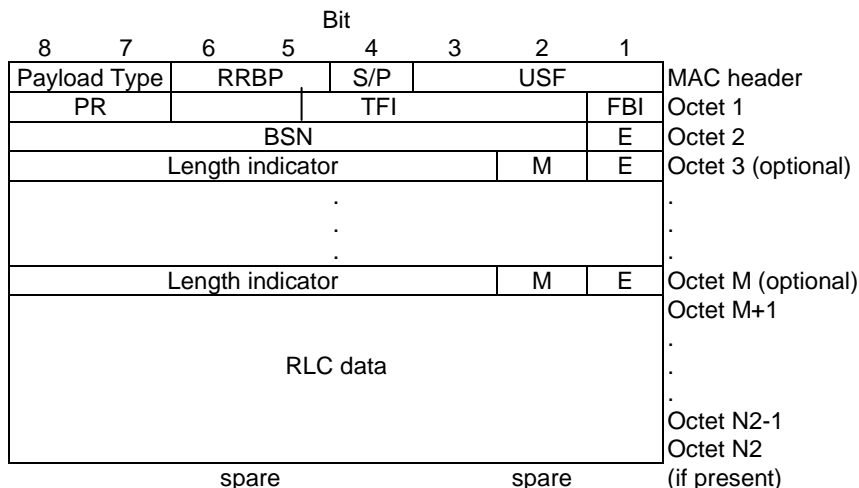 Bit
8 7 6 5 4 3 2 1
Payload Type RRBP S/P USF MAC header
PR TFI FBI Octet 1
BSN E Octet 2
Length indicator M E Octet 3 (optional)
. .
. .
. .
Length indicator M E Octet M (optional)
Octet M+1
.
RLC data .
.
Octet N2-1
Octet N2
spare spare (if present)